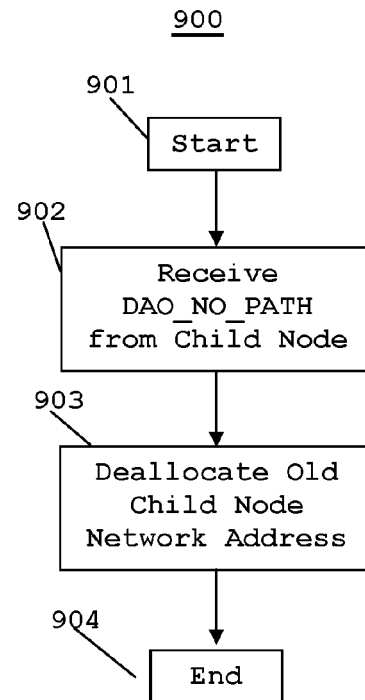 900
901
Start
902
Receive
DAO_NO_PATH
from Child Node
903
Deallocate Old
Child Node
Network Address
904
End